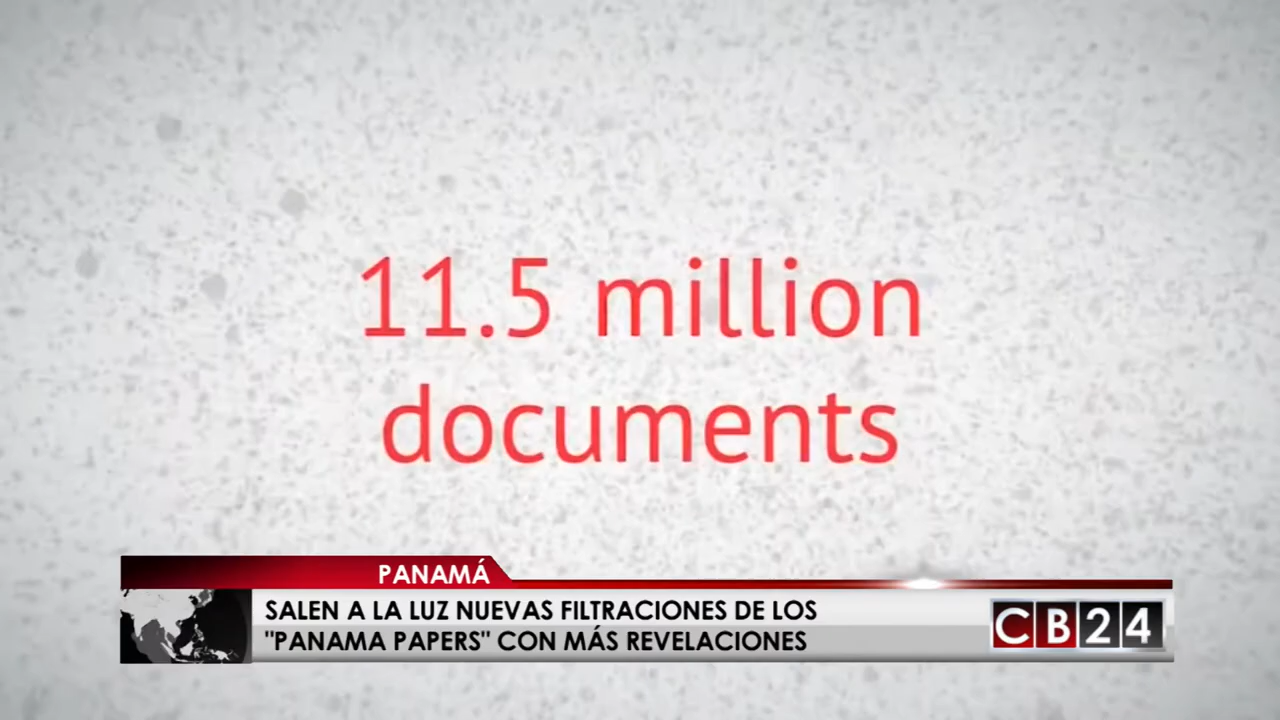 11.5 million
documents
PANAMÁ
SALEN A LA LUZ NUEVAS FILTRACIONES DE LOS
"PANAMA PAPERS" CON MÁS REVELACIONES
CB24